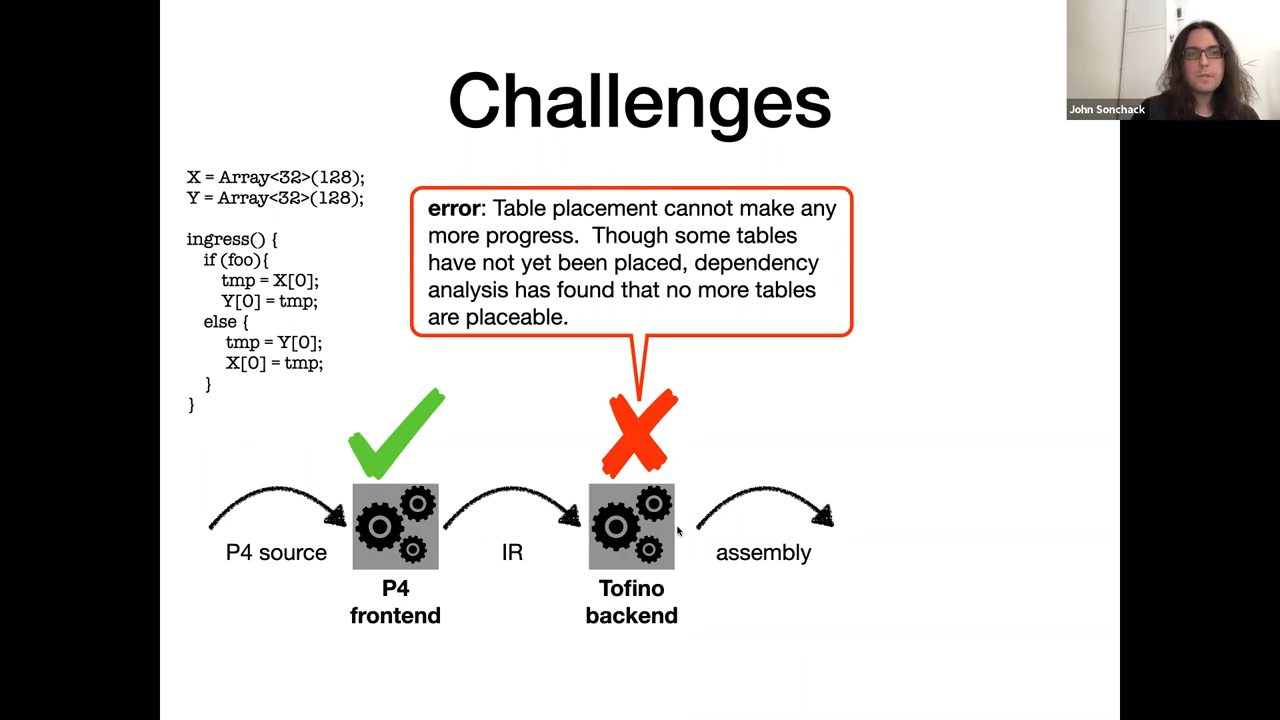 Challenges
John Sonchack
X = Array<32>(128);
Y = Array<32>(128);
ingress() {
if (foo){
tmp = X[0];
Y[0] = tmp;
else {
tmp = Y[0];
X[0] = tmp;
}
}
error: Table placement cannot make any
more progress. Though some tables
have not yet been placed, dependency
analysis has found that no more tables
are placeable.
P4 source
IR
assembly
P4
frontend
Tofino
backend